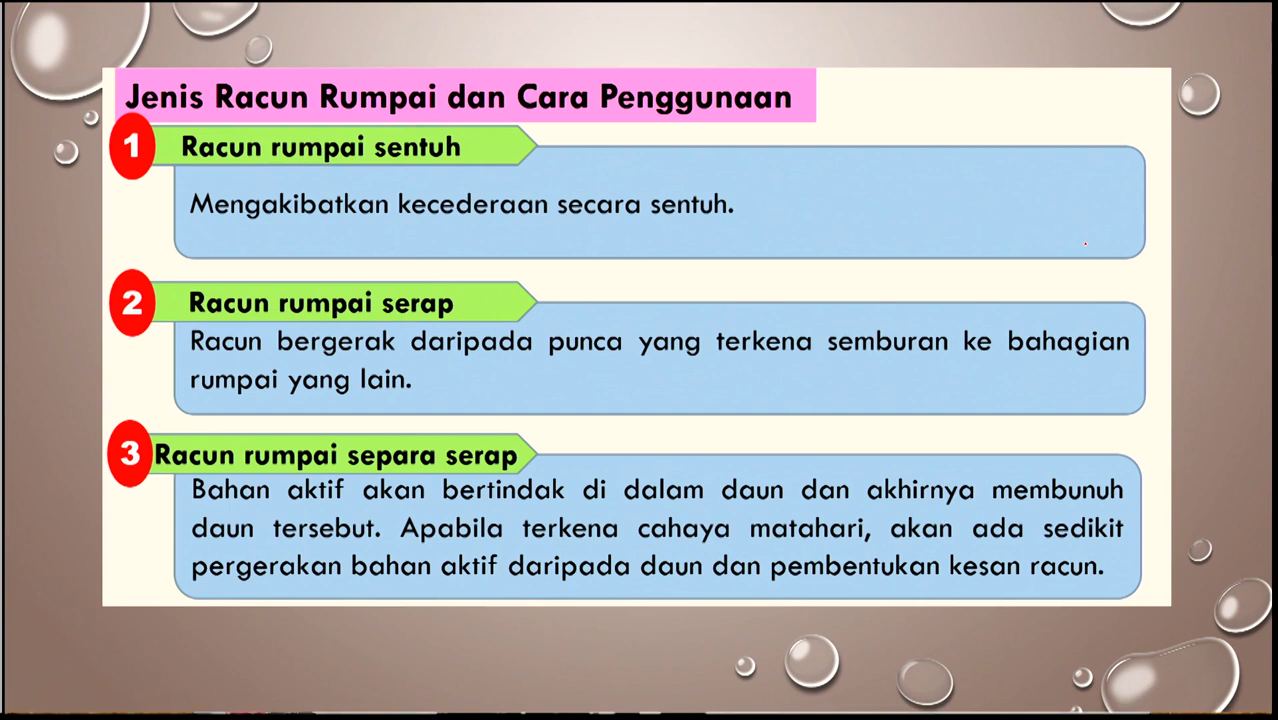 Jenis Racun Rumpai dan Cara Penggunaan
1 Racun rumpai sentuh
Mengakibatkan kecederaan secara sentuh.
2 Racun rumpai serap
Racun bergerak daripada punca yang terkena semburan ke bahagian
rumpai yang lain.
3 Racun rumpai separa serap
Bahan aktif akan bertindak di dalam daun dan akhirnya membunuh
daun tersebut. Apabila terkena cahaya matahari, akan ada sedikit
pergerakan bahan aktif daripada daun dan pembentukan kesan racun.